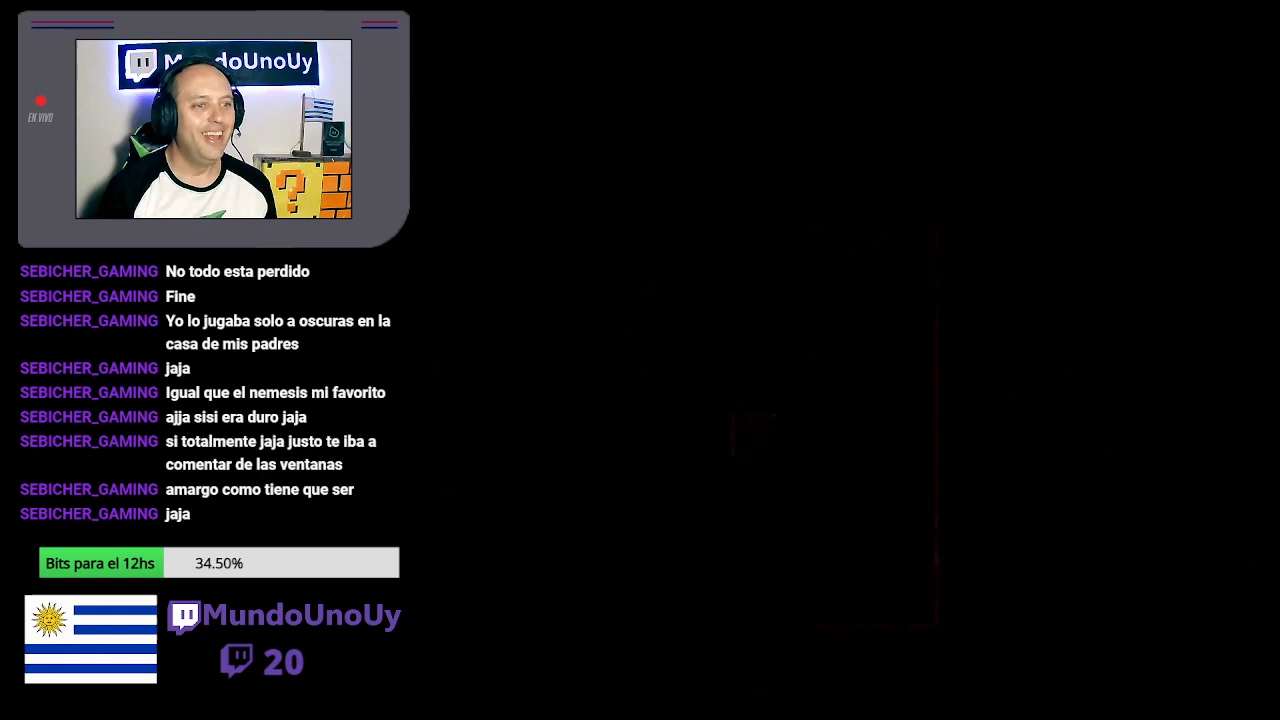 MundoUnoUy
EN VIVO
SEBICHER_GAMING No todo esta perdido
SEBICHER_GAMING Fine
SEBICHER_GAMING Yo lo jugaba solo a oscuras en la
casa de mis padres
SEBICHER_GAMING jaja
SEBICHER_GAMING Igual que el nemesis mi favorito
SEBICHER_GAMING ajja sisi era duro jaja
SEBICHER_GAMING si totalmente jaja justo te iba a
comentar de las ventanas
SEBICHER_GAMING amargo como tiene que ser
SEBICHER_GAMING jaja
Bits para el 12hs 34.50%
MundoUnoUy
20